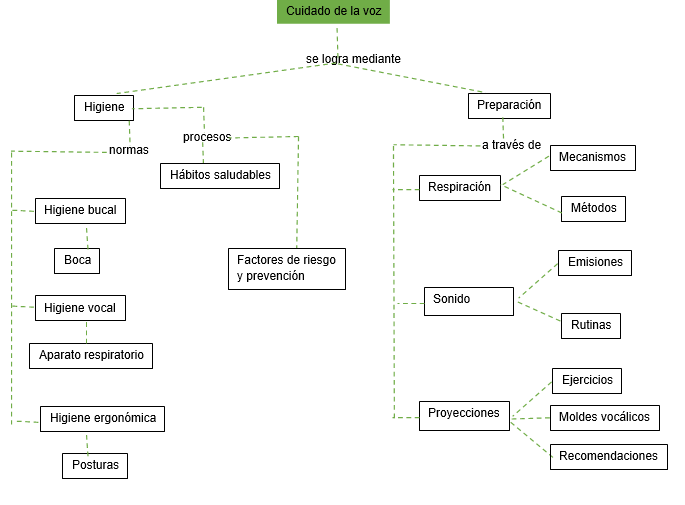 Cuidado de la voz
se logra mediante
Higiene
Preparación
procesos
normas
a través de
Hábitos saludables
Mecanismos
Respiración
Métodos
Higiene bucal
Boca
Factores de riesgo
y prevención
Emisiones
Higiene vocal
Sonido
Rutinas
Aparato respiratorio
Ejercicios
Higiene ergonómica
Proyecciones
Moldes vocálicos
Posturas
Recomendaciones